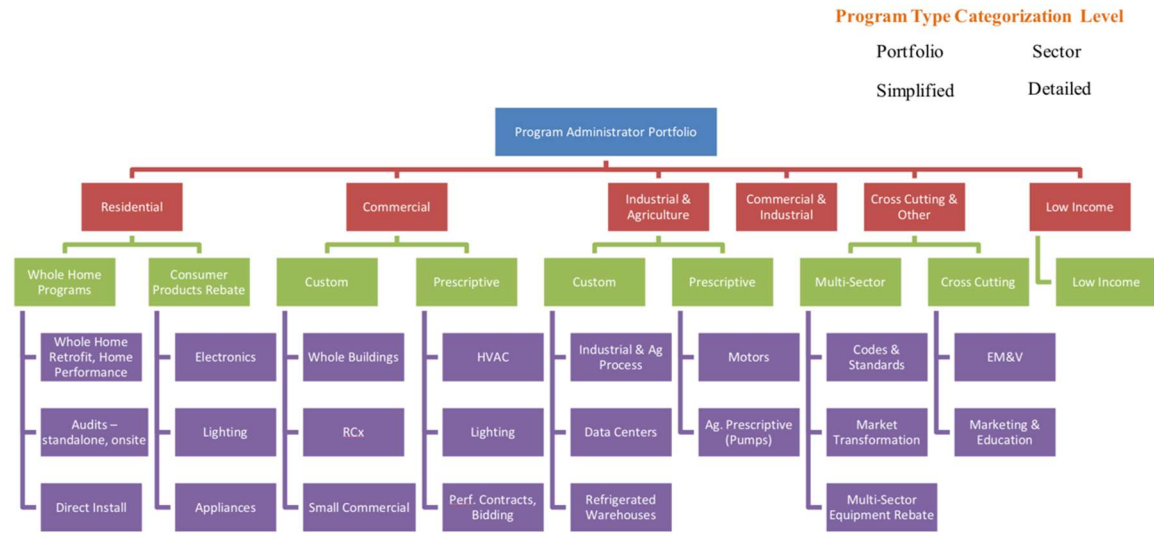 Program Type Categorization Level
Portfolio
Sector
Simplified
Detailed
Program Administrator Portfolio
Residential
Commercial
Industrial &
Agriculture
Commercial &
Industrial
Cross Cutting &
Other
Low Income
Whole Home
Programs
Consumer
Products Rebate
Custom
Prescriptive
Custom
Prescriptive
Multi-Sector
Cross Cutting
Low Income
Whole Home
Retrofit, Home
Performance
Electronics
Whole Buildings
HVAC
Industrial & Ag
Process
Motors
Codes &
Standards
EM&V
Audits –
standalone, onsite
Lighting
RCx
Lighting
Data Centers
Ag. Prescriptive
(Pumps)
Market
Transformation
Marketing &
Education
Direct Install
Appliances
Small Commercial
Perf. Contracts,
Bidding
Refrigerated
Warehouses
Multi-Sector
Equipment Rebate